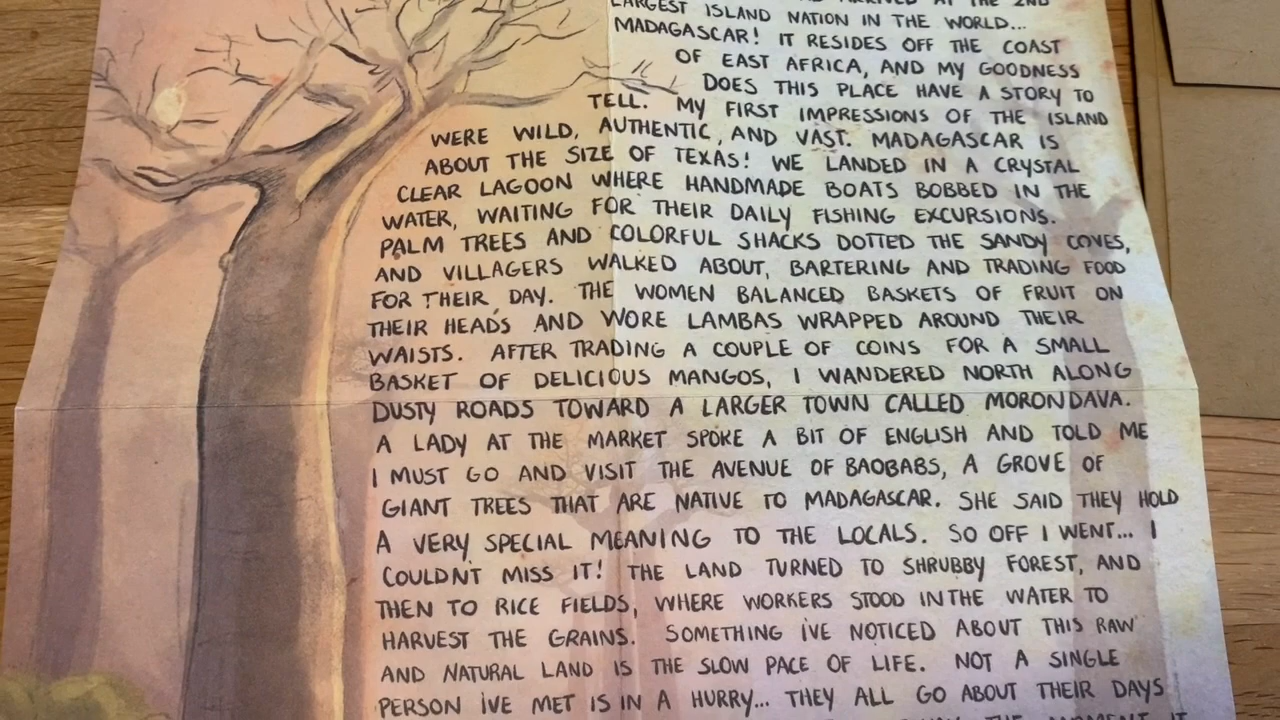 ARRIVED AT THE 2ND
LARGEST ISLAND NATION IN THE WORLD...
MADAGASCAR! IT RESIDES OFF THE COAST
OF EAST AFRICA, AND MY GOODNESS
DOES THIS PLACE HAVE A STORY TO
TELL. MY FIRST IMPRESSIONS OF THE ISLAND
WERE WILD, AUTHENTIC, AND VAST. MADAGASCAR IS
ABOUT THE SIZE OF TEXAS! WE LANDED IN A CRYSTAL
CLEAR LAGOON WHERE HANDMADE BOATS BOBBED IN THE
WATER, WAITING FOR THEIR DAILY FISHING EXCURSIONS.
PALM TREES AND COLORFUL SHACKS DOTTED THE SANDY COVES,
AND VILLAGERS WALKED ABOUT, BARTERING AND TRADING FOOD
FOR THEIR DAY. THE WOMEN BALANCED BASKETS OF FRUIT ON
THEIR HEADS AND WORE LAMBAS WRAPPED AROUND THEIR
WAISTS. AFTER TRADING A COUPLE OF COINS FOR A SMALL
BASKET OF DELICIOUS MANGOS, I WANDERED NORTH ALONG
DUSTY ROADS TOWARD A LARGER TOWN CALLED MORONDAVA.
A LADY AT THE MARKET SPOKE A BIT OF ENGLISH AND TOLD ME
I MUST GO AND VISIT THE AVENUE OF BAOBABS, A GROVE OF
GIANT TREES THAT ARE NATIVE TO MADAGASCAR. SHE SAID THEY HOLD
A VERY SPECIAL MEANING TO THE LOCALS. SO OFF I WENT... I
COULDN'T MISS IT! THE LAND TURNED TO SHRUBBY FOREST, AND
THEN TO RICE FIELDS, WHERE WORKERS STOOD IN THE WATER TO
HARVEST THE GRAINS. SOMETHING I'VE NOTICED ABOUT THIS RAW
AND NATURAL LAND IS THE SLOW PACE OF LIFE. NOT A SINGLE
PERSON I'VE MET IS IN A HURRY... THEY ALL GO ABOUT THEIR DAYS
THE MOMENT IT